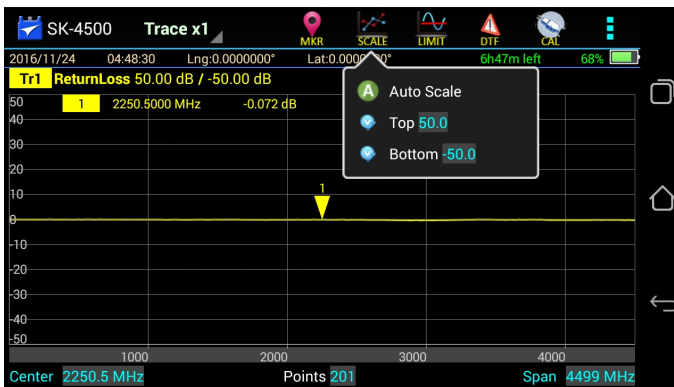 SK-4500 Trace x1 MKR SCALE LIMIT DTF CAL
2016/11/24 04:48:30 Lng:0.0000000° Lat:0.0000000° 6h47m left 68%
Tr1 ReturnLoss 50.00 dB / -50.00 dB
1 2250.5000 MHz -0.072 dB
A Auto Scale
Top 50.0
Bottom -50.0
50
40
30
20
10
0
-10
-20
-30
-40
-50
1
1000 2000 3000 4000
Center 2250.5 MHz Points 201 Span 4499 MHz